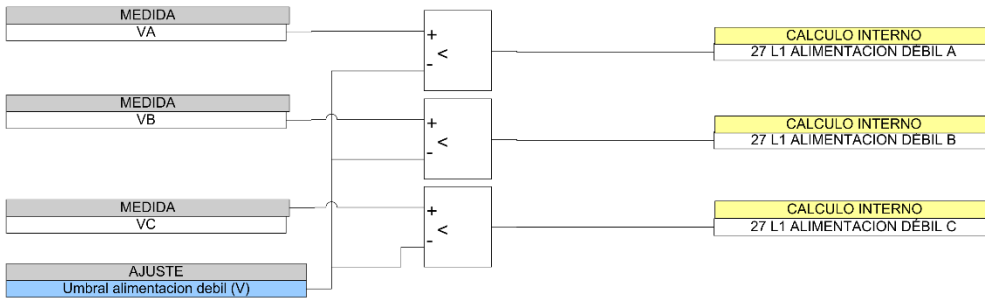 MEDIDA
VA
+
<
-
CALCULO INTERNO
27 L1 ALIMENTACION DÉBIL A
MEDIDA
VB
+
<
-
CALCULO INTERNO
27 L1 ALIMENTACION DÉBIL B
MEDIDA
VC
+
<
-
CALCULO INTERNO
27 L1 ALIMENTACION DÉBIL C
AJUSTE
Umbral alimentacion debil (V)